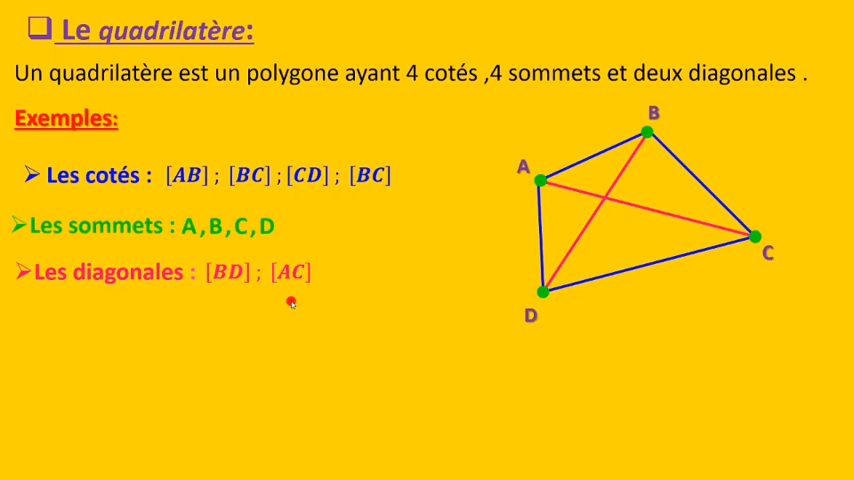 ❑ Le quadrilatère:
Un quadrilatère est un polygone ayant 4 cotés ,4 sommets et deux diagonales .
Exemples:
➢ Les cotés : [AB] ; [BC] ;[CD] ; [BC]
➢Les sommets : A,B,C,D
➢Les diagonales : [BD] ; [AC]
B
A
C
D